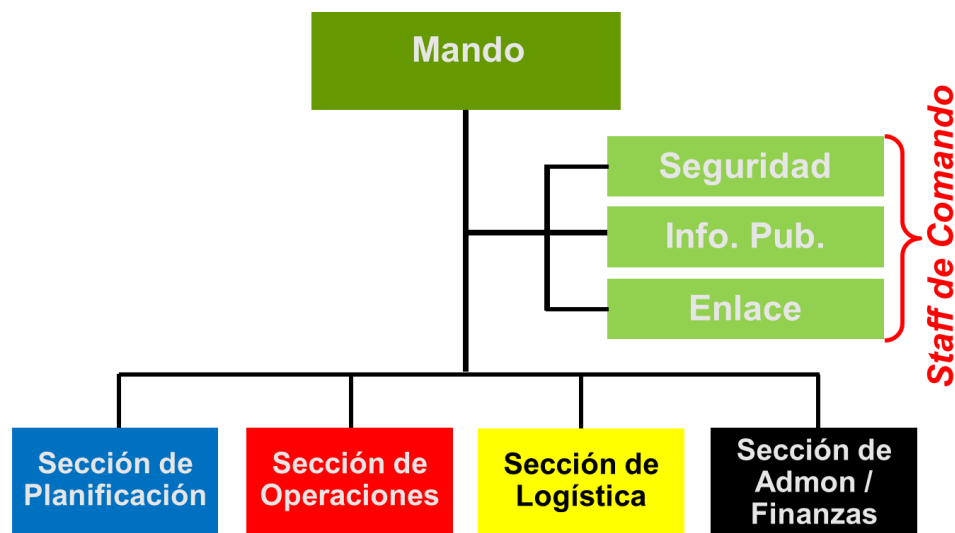 Mando
Seguridad
Info. Pub.
Enlace
Staff de Comando
Sección de
Planificación
Sección de
Operaciones
Sección de
Logística
Sección de
Admon /
Finanzas